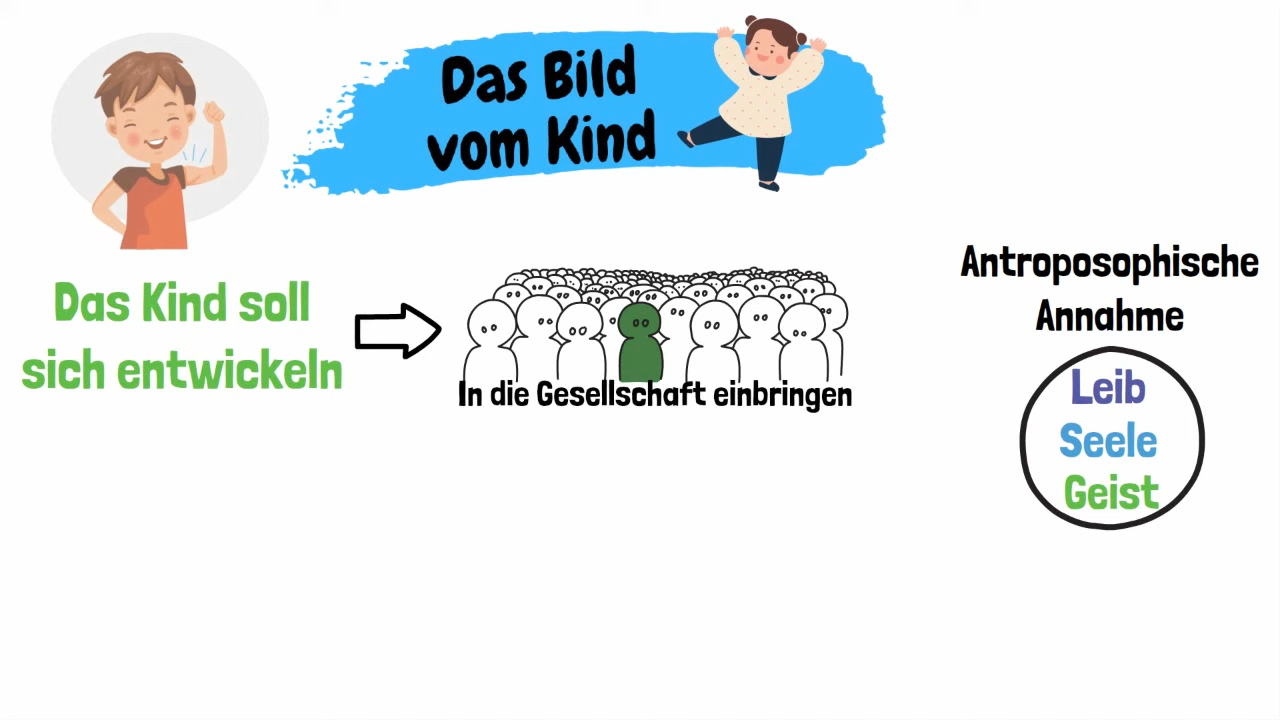 Das Bild
vom Kind
Das Kind soll
sich entwickeln
In die Gesellschaft einbringen
Antroposophische
Annahme
Leib
Seele
Geist